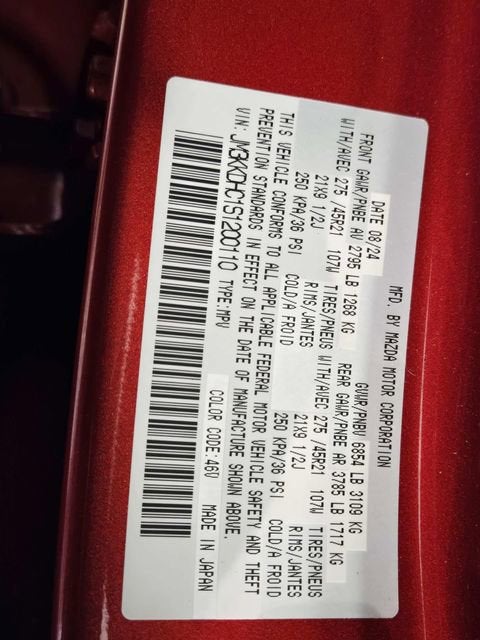 MFD. BY MAZDA MOTOR CORPORATION
DATE 08/24 GVWR/PNBV 6854 LB 3109 KG
FRONT GAWR/PNBE AV 2795 LB 1268 KG REAR GAWR/PNBE AR 3785 LB 1717 KG
WITH/AVEC 275 /45R21 107W TIRES/PNEUS WITH/AVEC 275 /45R21 107W TIRES/PNEUS
21X9 1/2J RIMS/JANTES 21X9 1/2J RIMS/JANTES
250 KPA/36 PSI COLD/A FROID 250 KPA/36 PSI COLD/A FROID
THIS VEHICLE CONFORMS TO ALL APPLICABLE FEDERAL MOTOR VEHICLE SAFETY AND THEFT
PREVENTION STANDARDS IN EFFECT ON THE DATE OF MANUFACTURE SHOWN ABOVE.
VIN: JM3KKDHC1S1200110 TYPE:MPV COLOR CODE:46V MADE IN JAPAN